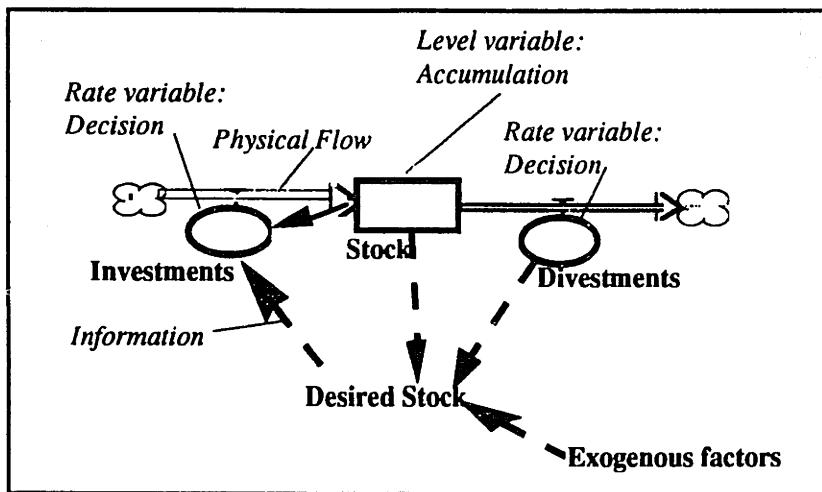 Level variable:
Accumulation
Rate variable:
Decision
Physical Flow
Rate variable:
Decision
Stock
Investments
Divestments
Information
Desired Stock
Exogenous factors